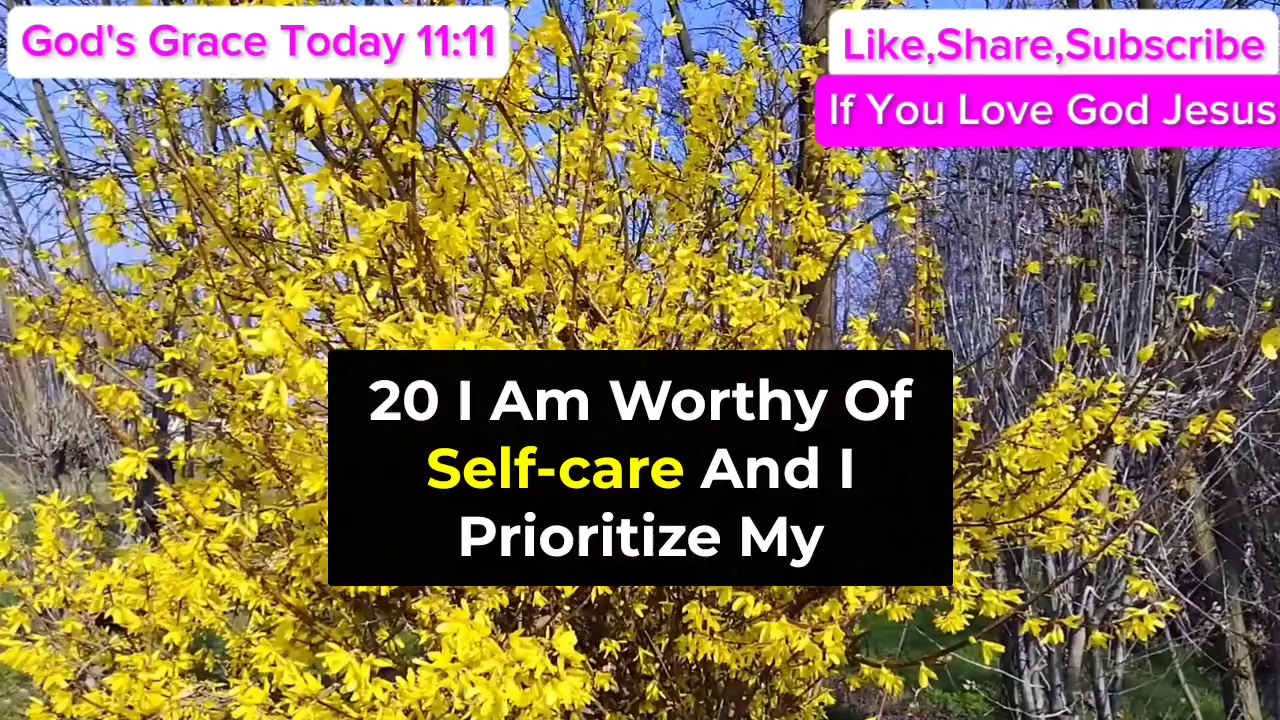 God's Grace Today 11:11
Like,Share,Subscribe
If You Love God Jesus
20 I Am Worthy Of
Self-care And I
Prioritize My